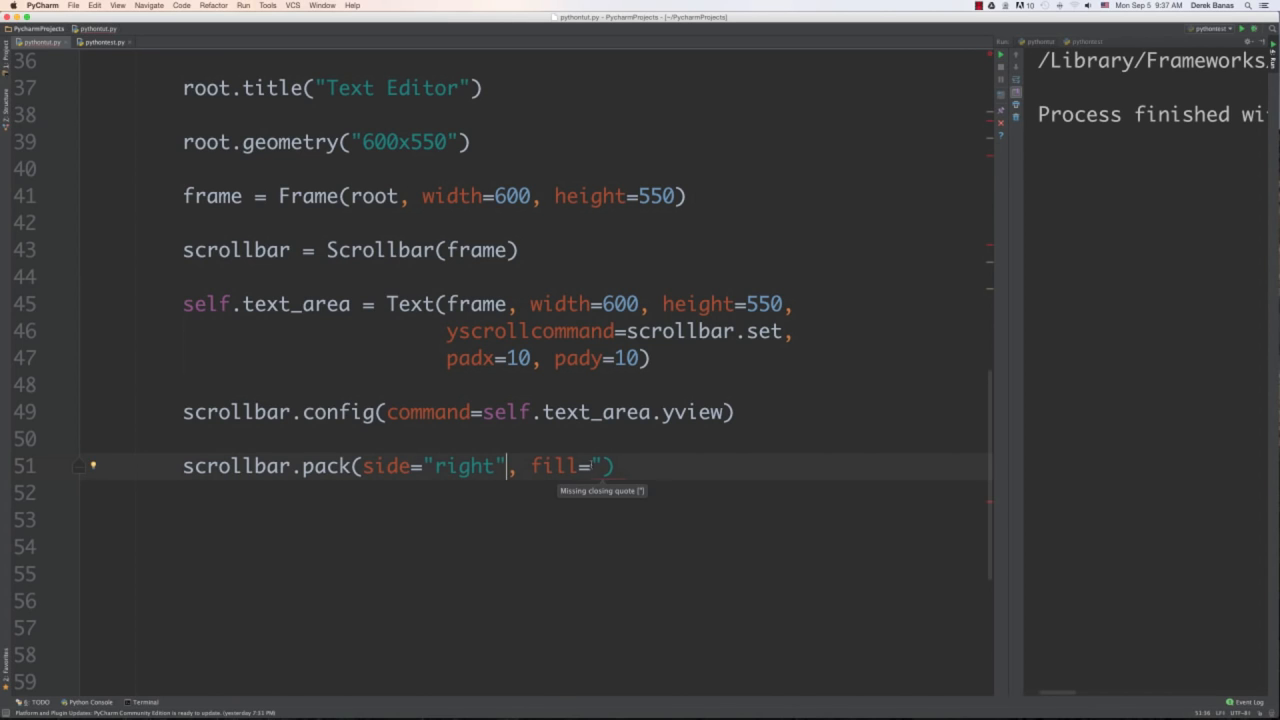 PyCharm File Edit View Navigate Code Refactor Run Tools VCS Window Help 10 Mon Sep 5 9:37 AM Derek Banas
pythontut.py - PycharmProjects - [~/PycharmProjects]
PycharmProjects pythontut.py pythontest
pythontut.py pythontest.py Run: pythontut pythontest
1: Project
7: Structure
2: Favorites
4: Run
36
37 root.title("Text Editor")
38
39 root.geometry("600x550")
40
41 frame = Frame(root, width=600, height=550)
42
43 scrollbar = Scrollbar(frame)
44
45 self.text_area = Text(frame, width=600, height=550,
46 yscrollcommand=scrollbar.set,
47 padx=10, pady=10)
48
49 scrollbar.config(command=self.text_area.yview)
50
51 scrollbar.pack(side="right", fill=")
Missing closing quote ["]
52
53
54
55
56
57
58
59
/Library/Frameworks
Process finished wi
6: TODO Python Console Terminal Event Log
Platform and Plugin Updates: PyCharm Community Edition is ready to update. (yesterday 7:51 PM) 51:36 LF÷ UTF-8÷